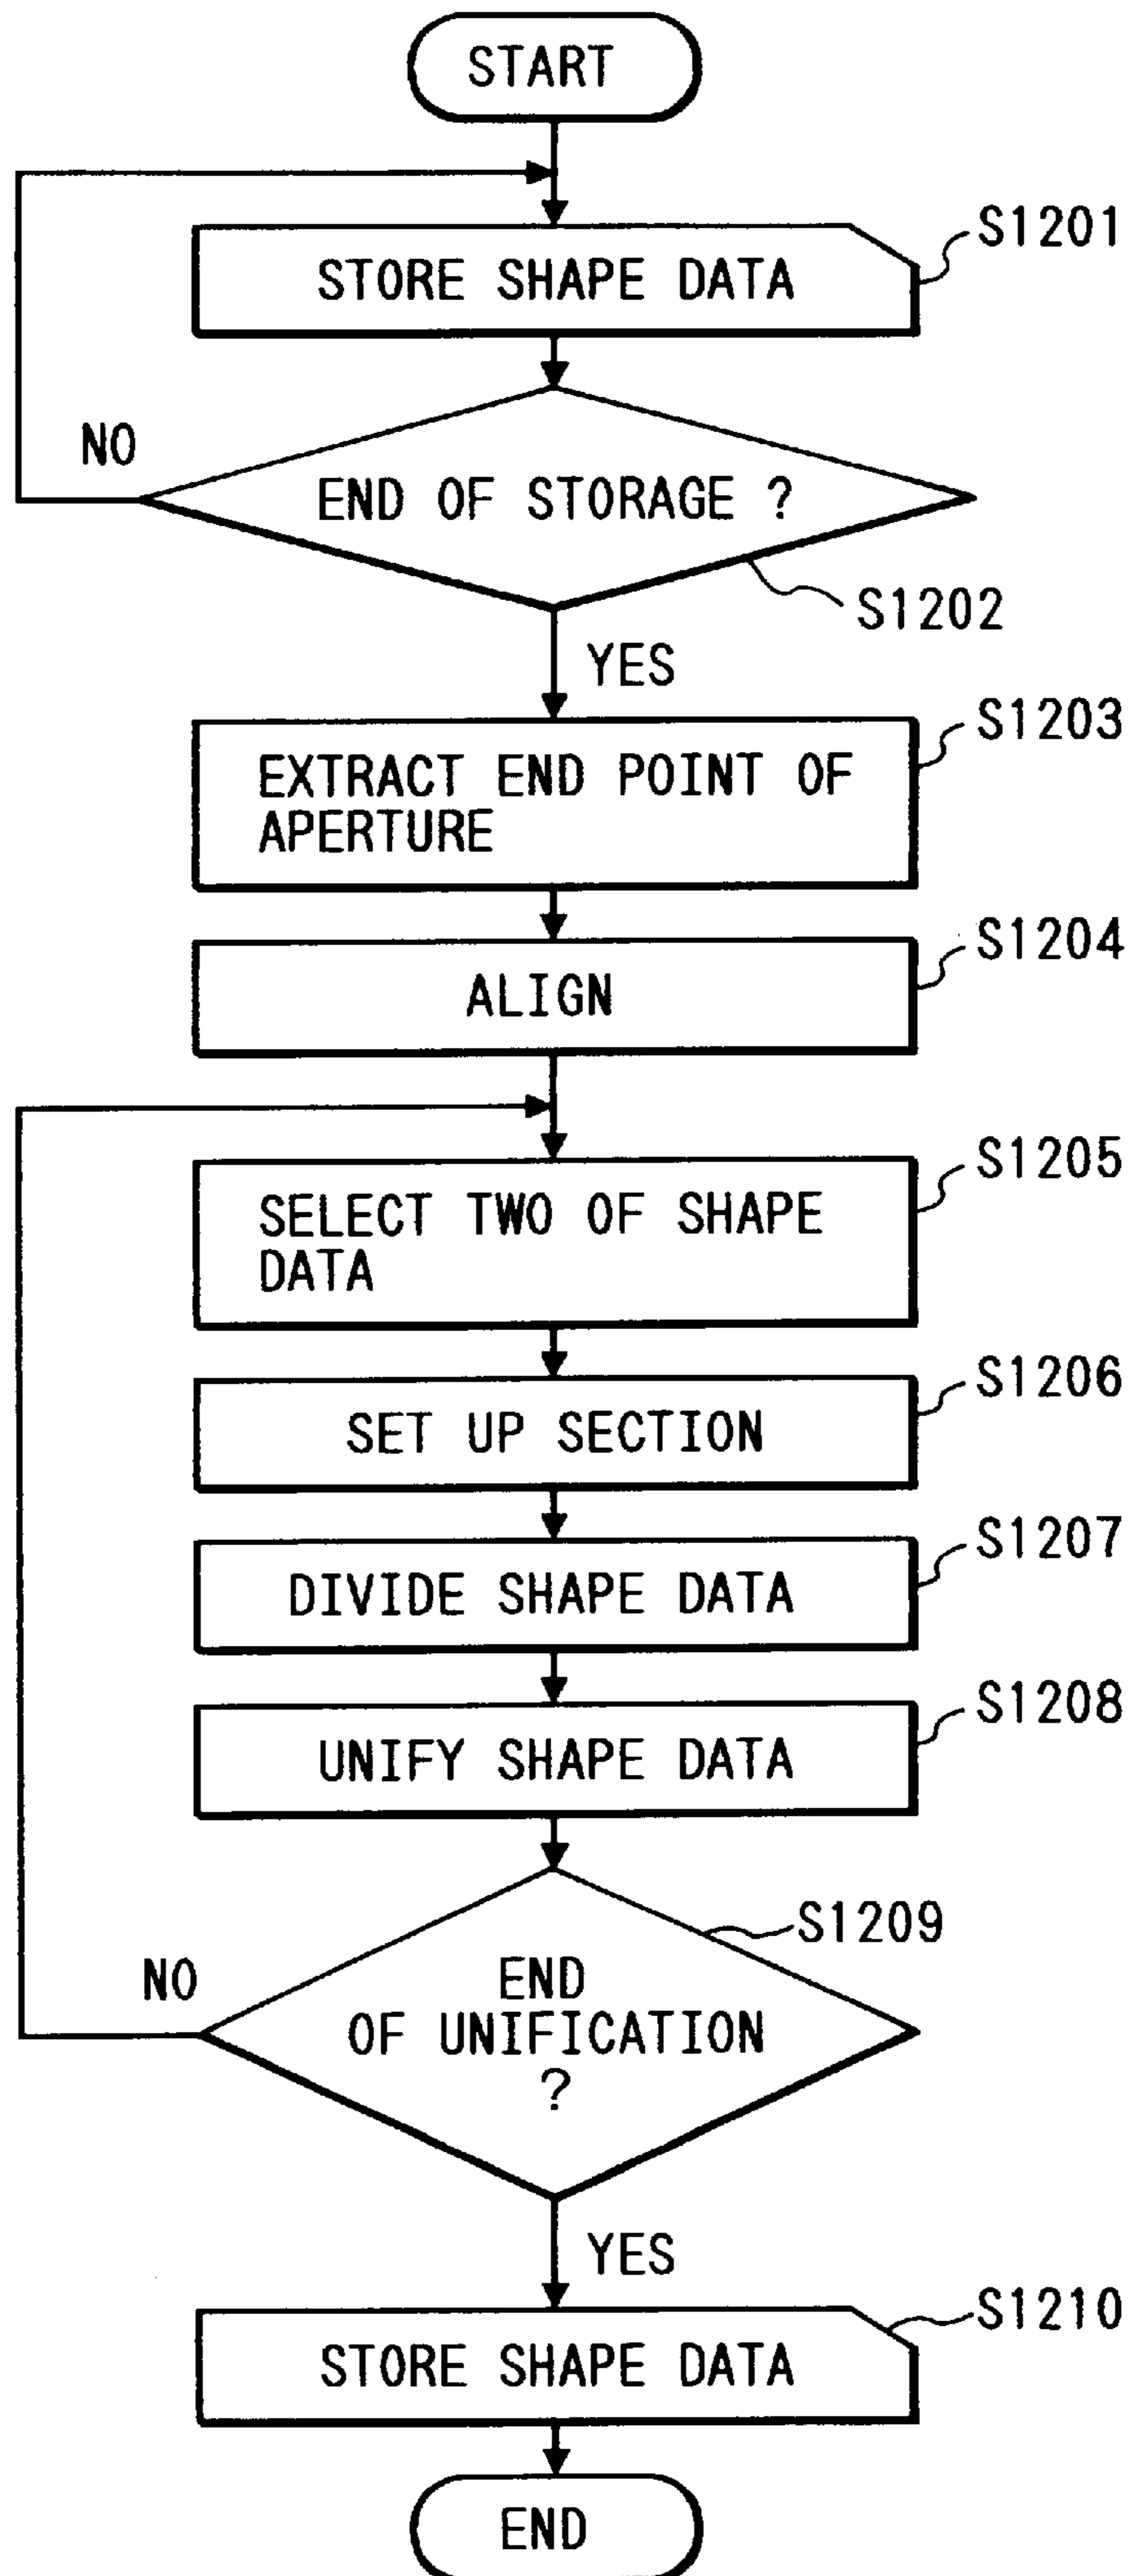 START
S1201
STORE SHAPE DATA
NO
END OF STORAGE ?
S1202
YES
S1203
EXTRACT END POINT OF
APERTURE
S1204
ALIGN
S1205
SELECT TWO OF SHAPE
DATA
S1206
SET UP SECTION
S1207
DIVIDE SHAPE DATA
S1208
UNIFY SHAPE DATA
S1209
NO
END
OF UNIFICATION
?
YES
S1210
STORE SHAPE DATA
END